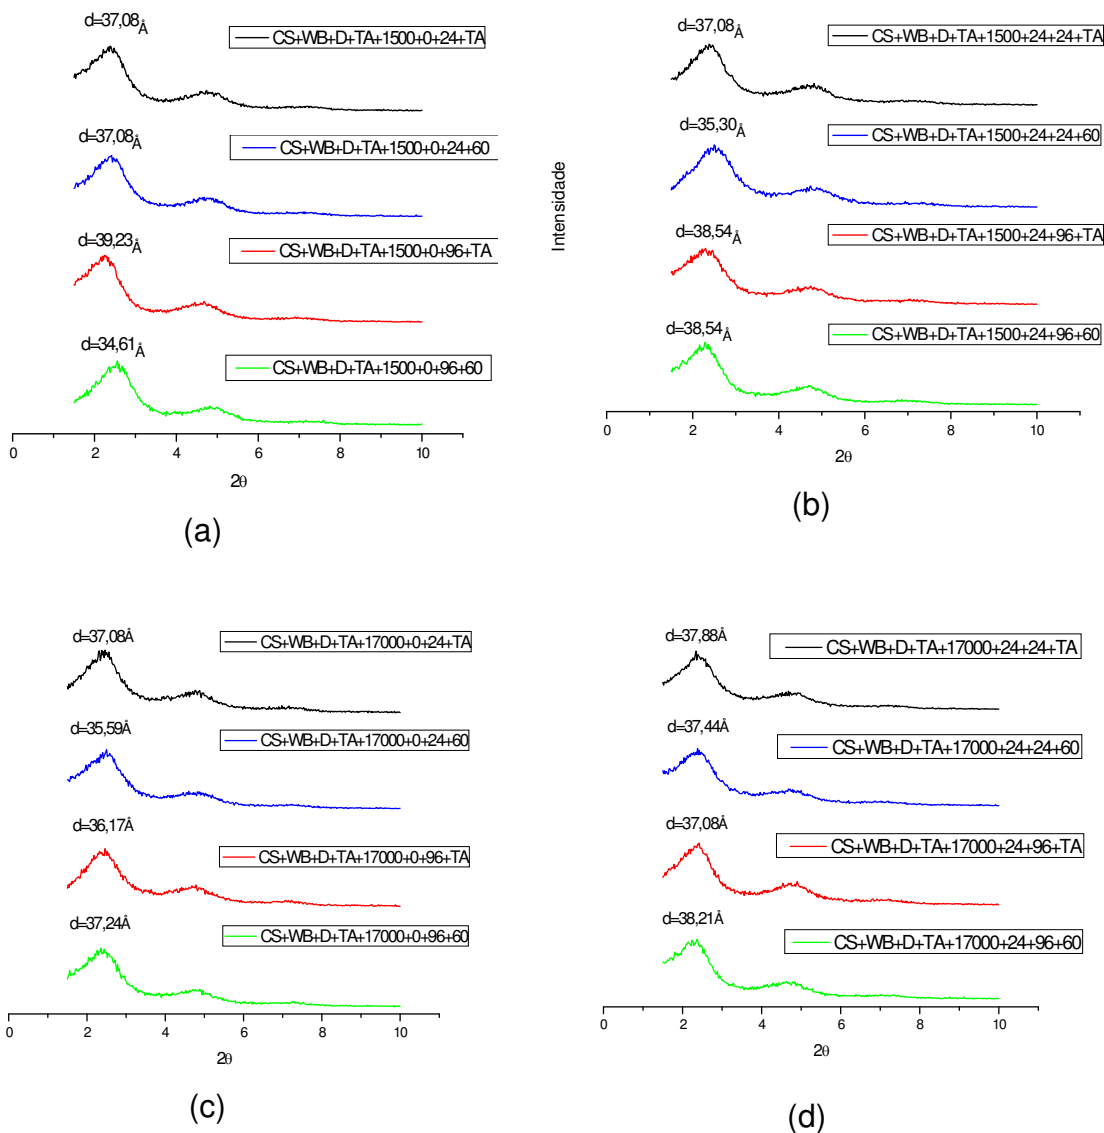 d=37,08Å
CS+WB+D+TA+1500+0+24+TA
d=37,08Å
CS+WB+D+TA+1500+0+24+60
d=39,23Å
CS+WB+D+TA+1500+0+96+TA
d=34,61Å
CS+WB+D+TA+1500+0+96+60
0 2 4 6 8 10
2θ
(a)
Intensidade
d=37,08Å
CS+WB+D+TA+1500+24+24+TA
d=35,30Å
CS+WB+D+TA+1500+24+24+60
d=38,54Å
CS+WB+D+TA+1500+24+96+TA
d=38,54Å
CS+WB+D+TA+1500+24+96+60
0 2 4 6 8 10
2θ
(b)
d=37,08Å
CS+WB+D+TA+17000+0+24+TA
d=35,59Å
CS+WB+D+TA+17000+0+24+60
d=36,17Å
CS+WB+D+TA+17000+0+96+TA
d=37,24Å
CS+WB+D+TA+17000+0+96+60
0 2 4 6 8 10
2θ
(c)
d=37,88Å
CS+WB+D+TA+17000+24+24+TA
d=37,44Å
CS+WB+D+TA+17000+24+24+60
d=37,08Å
CS+WB+D+TA+17000+24+96+TA
d=38,21Å
CS+WB+D+TA+17000+24+96+60
0 2 4 6 8 10
2θ
(d)